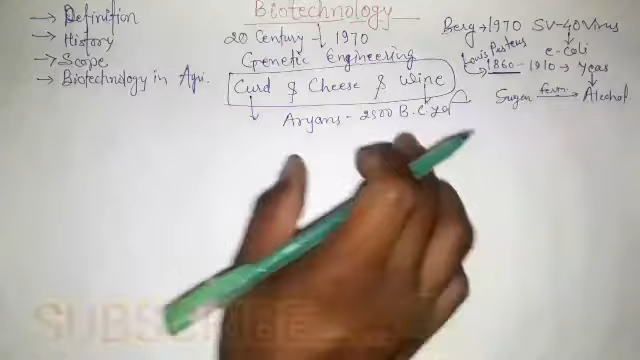 Biotechnology
→ Definition
→ History
→ Scope
→ Biotechnology in Agri.
20 Century → 1970
Genetic Engineering
Curd & Cheese & Wine
Aryans - 2500 B.C.
Berg → 1970 SV-40 Virus
e-coli
Louis Pasteus
1860 - 1910 → Yeas
Sugar ferm. → Alcohol
SUBSCRIBE